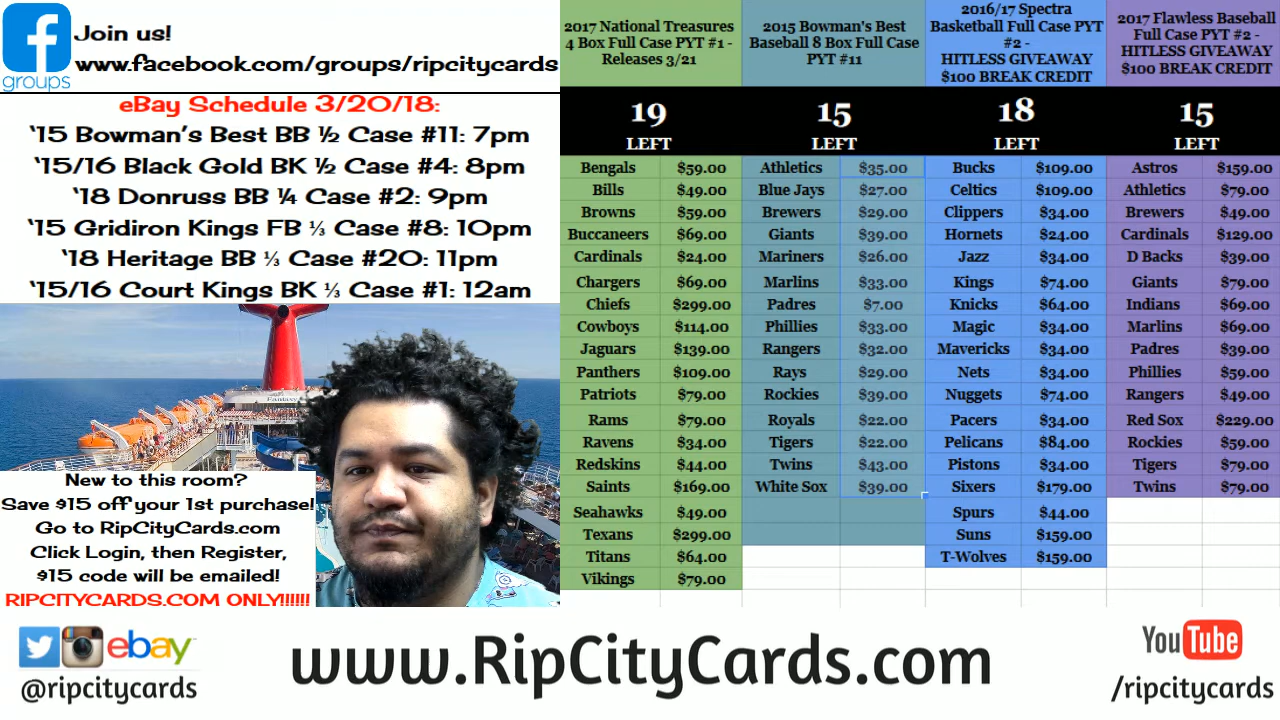 Join us!
www.facebook.com/groups/ripcitycards
groups
eBay Schedule 3/20/18:
‘15 Bowman’s Best BB ½ Case #11: 7pm
‘15/16 Black Gold BK ½ Case #4: 8pm
‘18 Donruss BB ¼ Case #2: 9pm
‘15 Gridiron Kings FB ⅓ Case #8: 10pm
‘18 Heritage BB ⅓ Case #20: 11pm
‘15/16 Court Kings BK ⅓ Case #1: 12am
Fantasy
New to this room?
Save $15 off your 1st purchase!
Go to RipCityCards.com
Click Login, then Register,
$15 code will be emailed!
RIPCITYCARDS.COM ONLY!!!!!!
2017 National Treasures
4 Box Full Case PYT #1 -
Releases 3/21
19
LEFT
Bengals $59.00
Bills $49.00
Browns $59.00
Buccaneers $69.00
Cardinals $24.00
Chargers $69.00
Chiefs $299.00
Cowboys $114.00
Jaguars $139.00
Panthers $109.00
Patriots $79.00
Rams $79.00
Ravens $34.00
Redskins $44.00
Saints $169.00
Seahawks $49.00
Texans $299.00
Titans $64.00
Vikings $79.00
2015 Bowman's Best
Baseball 8 Box Full Case
PYT #11
15
LEFT
Athletics $35.00
Blue Jays $27.00
Brewers $29.00
Giants $39.00
Mariners $26.00
Marlins $33.00
Padres $7.00
Phillies $33.00
Rangers $32.00
Rays $29.00
Rockies $39.00
Royals $22.00
Tigers $22.00
Twins $43.00
White Sox $39.00
2016/17 Spectra
Basketball Full Case PYT
#2 -
HITLESS GIVEAWAY
$100 BREAK CREDIT
18
LEFT
Bucks $109.00
Celtics $109.00
Clippers $34.00
Hornets $24.00
Jazz $34.00
Kings $74.00
Knicks $64.00
Magic $34.00
Mavericks $34.00
Nets $34.00
Nuggets $74.00
Pacers $34.00
Pelicans $84.00
Pistons $34.00
Sixers $179.00
Spurs $44.00
Suns $159.00
T-Wolves $159.00
2017 Flawless Baseball
Full Case PYT #2 -
HITLESS GIVEAWAY
$100 BREAK CREDIT
15
LEFT
Astros $159.00
Athletics $79.00
Brewers $49.00
Cardinals $129.00
D Backs $39.00
Giants $79.00
Indians $69.00
Marlins $69.00
Padres $39.00
Phillies $59.00
Rangers $49.00
Red Sox $229.00
Rockies $59.00
Tigers $79.00
Twins $79.00
ebay
@ripcitycards
www.RipCityCards.com
YouTube
/ripcitycards